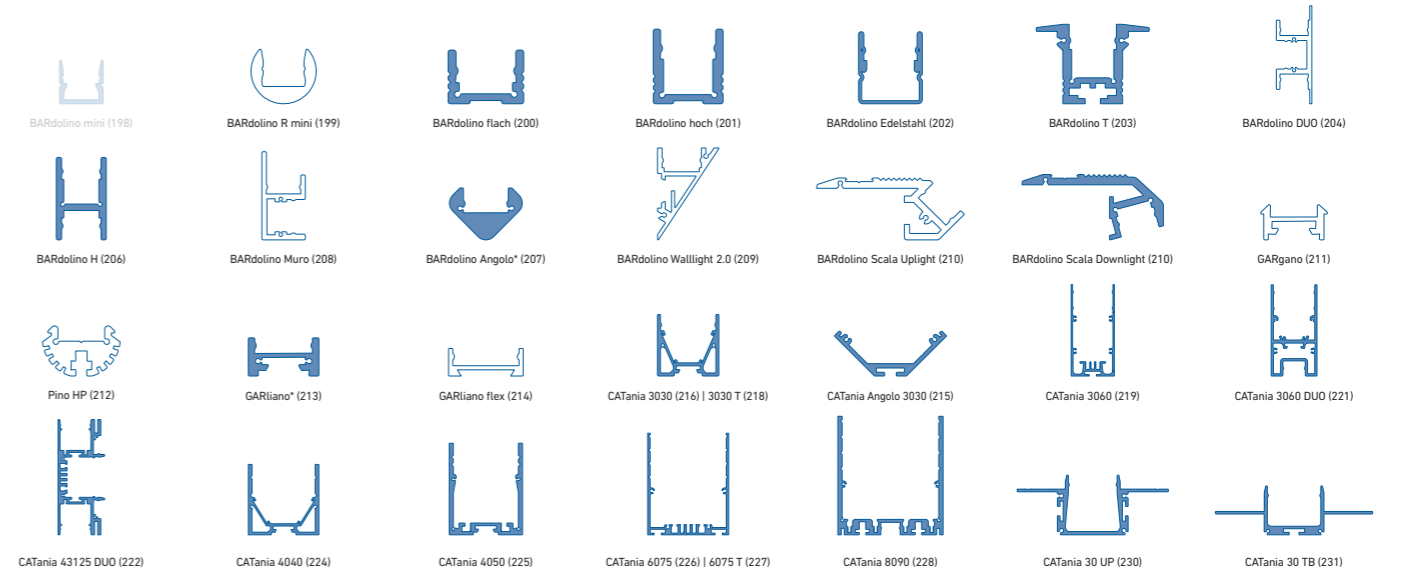 BARdolino mini (198)
BARdolino R mini (199)
BARdolino flach (200)
BARdolino hoch (201)
BARdolino Edelstahl (202)
BARdolino T (203)
BARdolino DUO (204)
BARdolino H (206)
BARdolino Muro (208)
BARdolino Angolo* (207)
BARdolino Walllight 2.0 (209)
BARdolino Scala Uplight (210)
BARdolino Scala Downlight (210)
GARgano (211)
Pino HP (212)
GARliano* (213)
GARliano flex (214)
CATania 3030 (216) | 3030 T (218)
CATania Angolo 3030 (215)
CATania 3060 (219)
CATania 3060 DUO (221)
CATania 43125 DUO (222)
CATania 4040 (224)
CATania 4050 (225)
CATania 6075 (226) | 6075 T (227)
CATania 8090 (228)
CATania 30 UP (230)
CATania 30 TB (231)